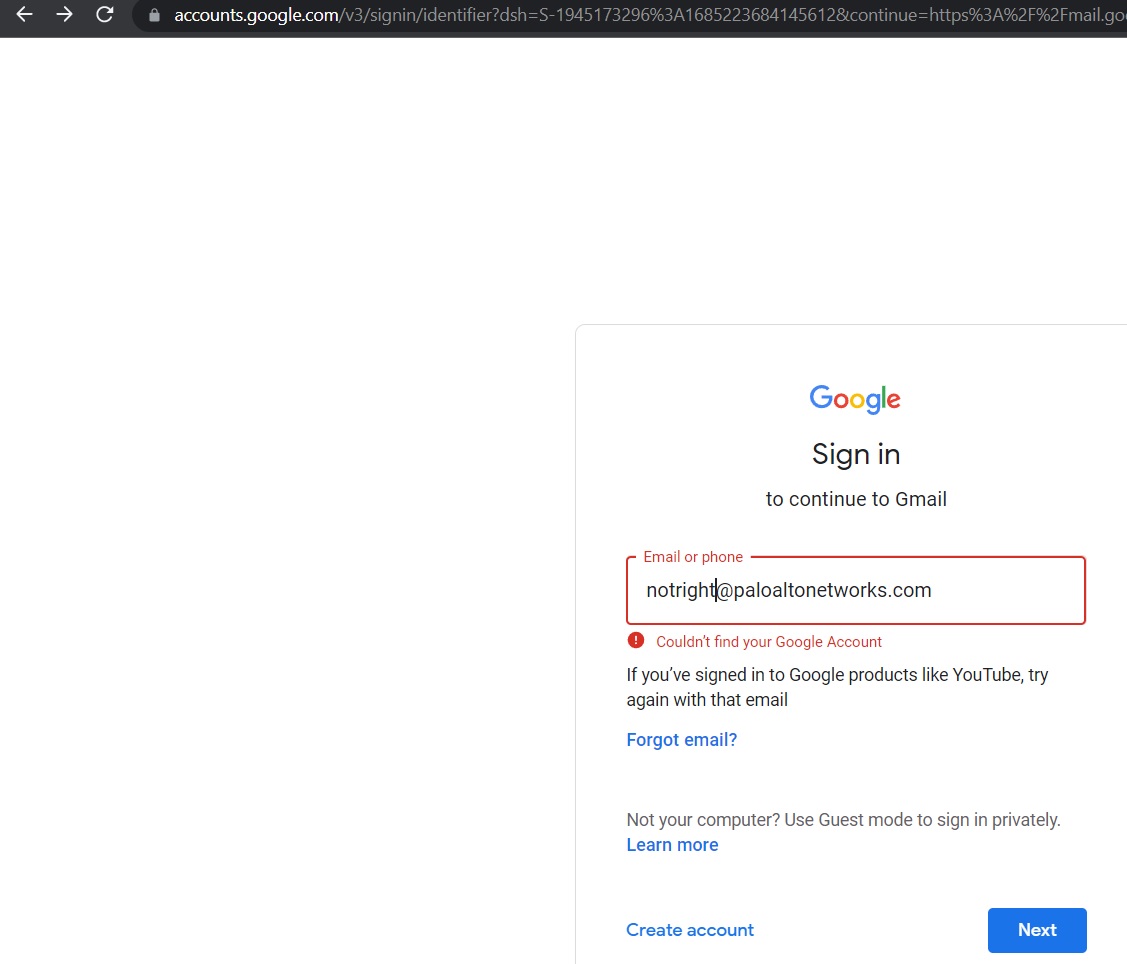 accounts.google.com/v3/signin/identifier?dsh=S-1945173296%3A1685223684145612&continue=https%3A%2F%2Fmail.goo
Google
Sign in
to continue to Gmail
Email or phone
notright@paloaltonetworks.com
Couldn't find your Google Account
If you've signed in to Google products like YouTube, try
again with that email
Forgot email?
Not your computer? Use Guest mode to sign in privately.
Learn more
Create account
Next